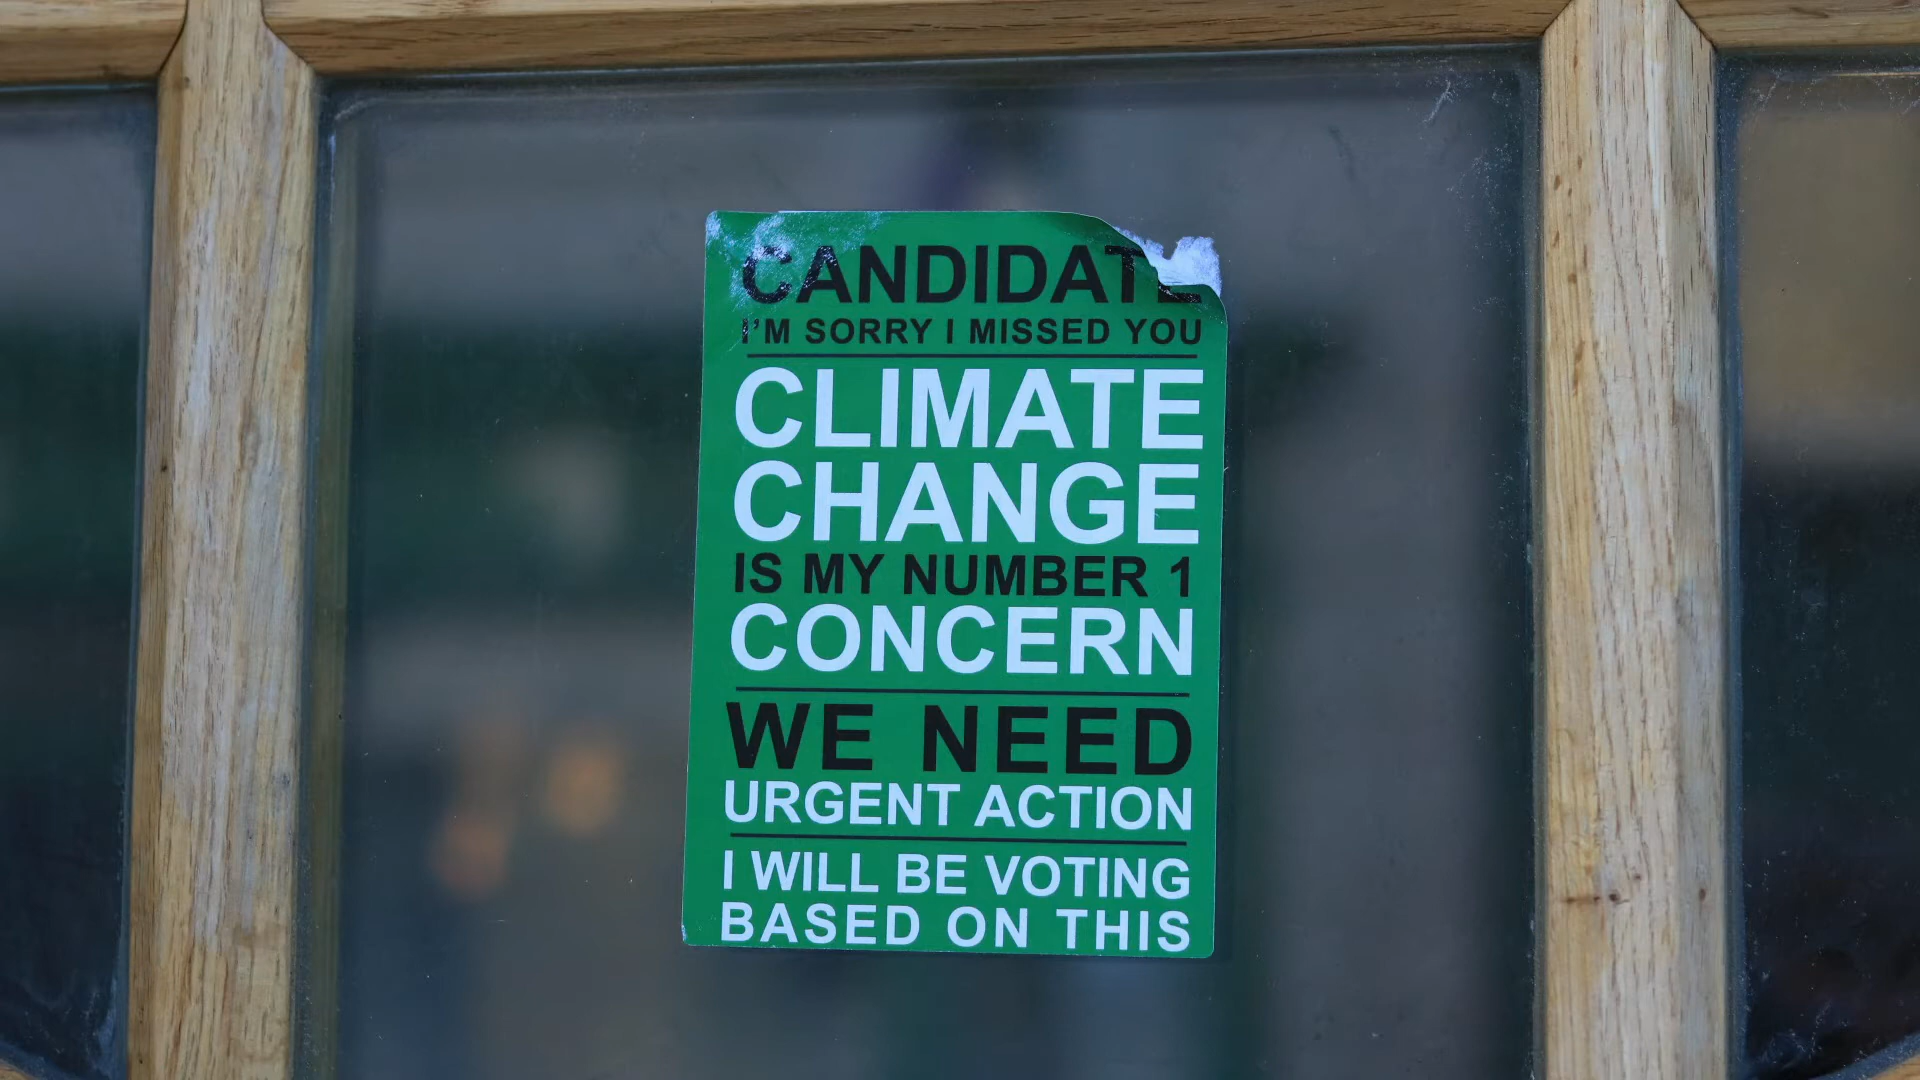 CANDIDATE
I'M SORRY I MISSED YOU
CLIMATE
CHANGE
IS MY NUMBER 1
CONCERN
WE NEED
URGENT ACTION
I WILL BE VOTING
BASED ON THIS